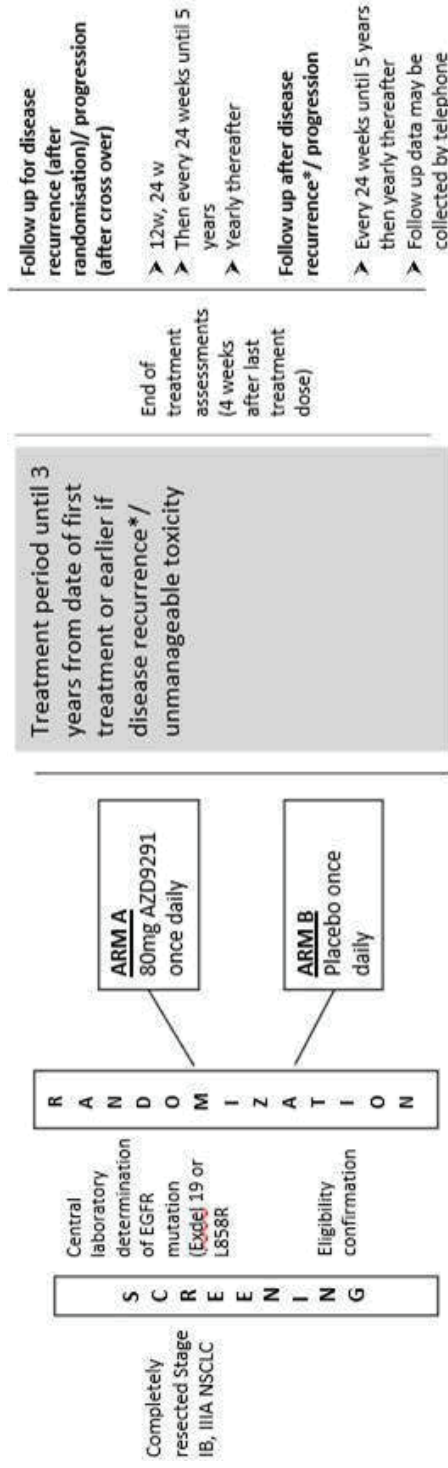 Completely
resected Stage
IB, IIIA NSCLC
S
C
R
E
E
N
I
N
G
Central
laboratory
determination
of EGFR
mutation
(Exdel 19 or
L858R
Eligibility
confirmation
R
A
N
D
O
M
I
Z
A
T
I
O
N
ARM A
80mg AZD9291
once daily
ARM B
Placebo once
daily
Treatment period until 3
years from date of first
treatment or earlier if
disease recurrence*/
unmanageable toxicity
End of
treatment
assessments
(4 weeks
after last
treatment
dose)
Follow up for disease
recurrence (after
randomisation)/ progression
(after cross over)
➤ 12w, 24 w
➤ Then every 24 weeks until 5
years
➤ Yearly thereafter
Follow up after disease
recurrence*/ progression
➤ Every 24 weeks until 5 years
then yearly thereafter
➤ Follow up data may be
collected by telephone